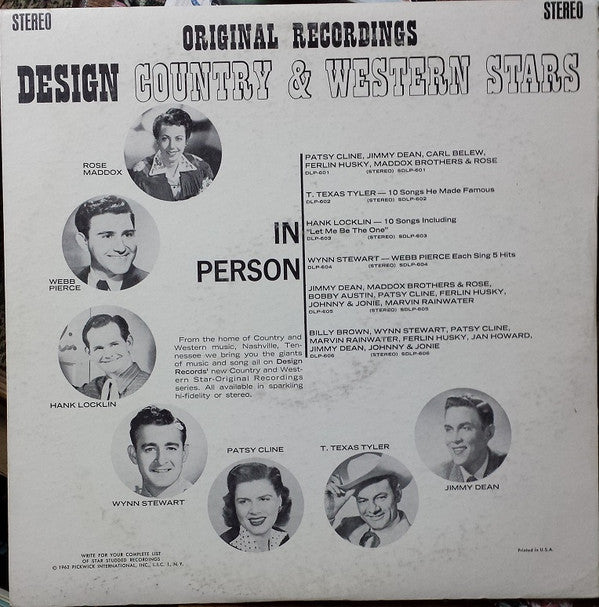 STEREO
STEREO
ORIGINAL RECORDINGS
DESIGN COUNTRY & WESTERN STARS
ROSE
MADDOX
WEBB
PIERCE
HANK LOCKLIN
IN
PERSON
PATSY CLINE, JIMMY DEAN, CARL BELEW,
FERLIN HUSKY, MADDOX BROTHERS & ROSE
DLP-601 (STEREO) SDLP-601
T. TEXAS TYLER — 10 Songs He Made Famous
DLP-602 (STEREO) SDLP-602
HANK LOCKLIN — 10 Songs Including
"Let Me Be The One"
DLP-603 (STEREO) SDLP-603
WYNN STEWART — WEBB PIERCE Each Sing 5 Hits
DLP-604 (STEREO) SDLP-604
JIMMY DEAN, MADDOX BROTHERS & ROSE,
BOBBY AUSTIN, PATSY CLINE, FERLIN HUSKY,
JOHNNY & JONIE, MARVIN RAINWATER
DLP-605 (STEREO) SDLP-605
BILLY BROWN, WYNN STEWART, PATSY CLINE,
MARVIN RAINWATER, FERLIN HUSKY, JAN HOWARD,
JIMMY DEAN, JOHNNY & JONIE
DLP-606 (STEREO) SDLP-606
From the home of Country and
Western music, Nashville, Ten-
nessee we bring you the giants
of music and song all on Design
Records' new Country and West-
ern Star-Original Recordings
series. All available in sparkling
hi-fidelity or stereo.
WYNN STEWART
PATSY CLINE
T. TEXAS TYLER
JIMMY DEAN
WRITE FOR YOUR COMPLETE LIST
OF STAR STUDDED RECORDINGS
© 1962 PICKWICK INTERNATIONAL, INC., L.I.C. 1, N.Y.
Printed in U.S.A.